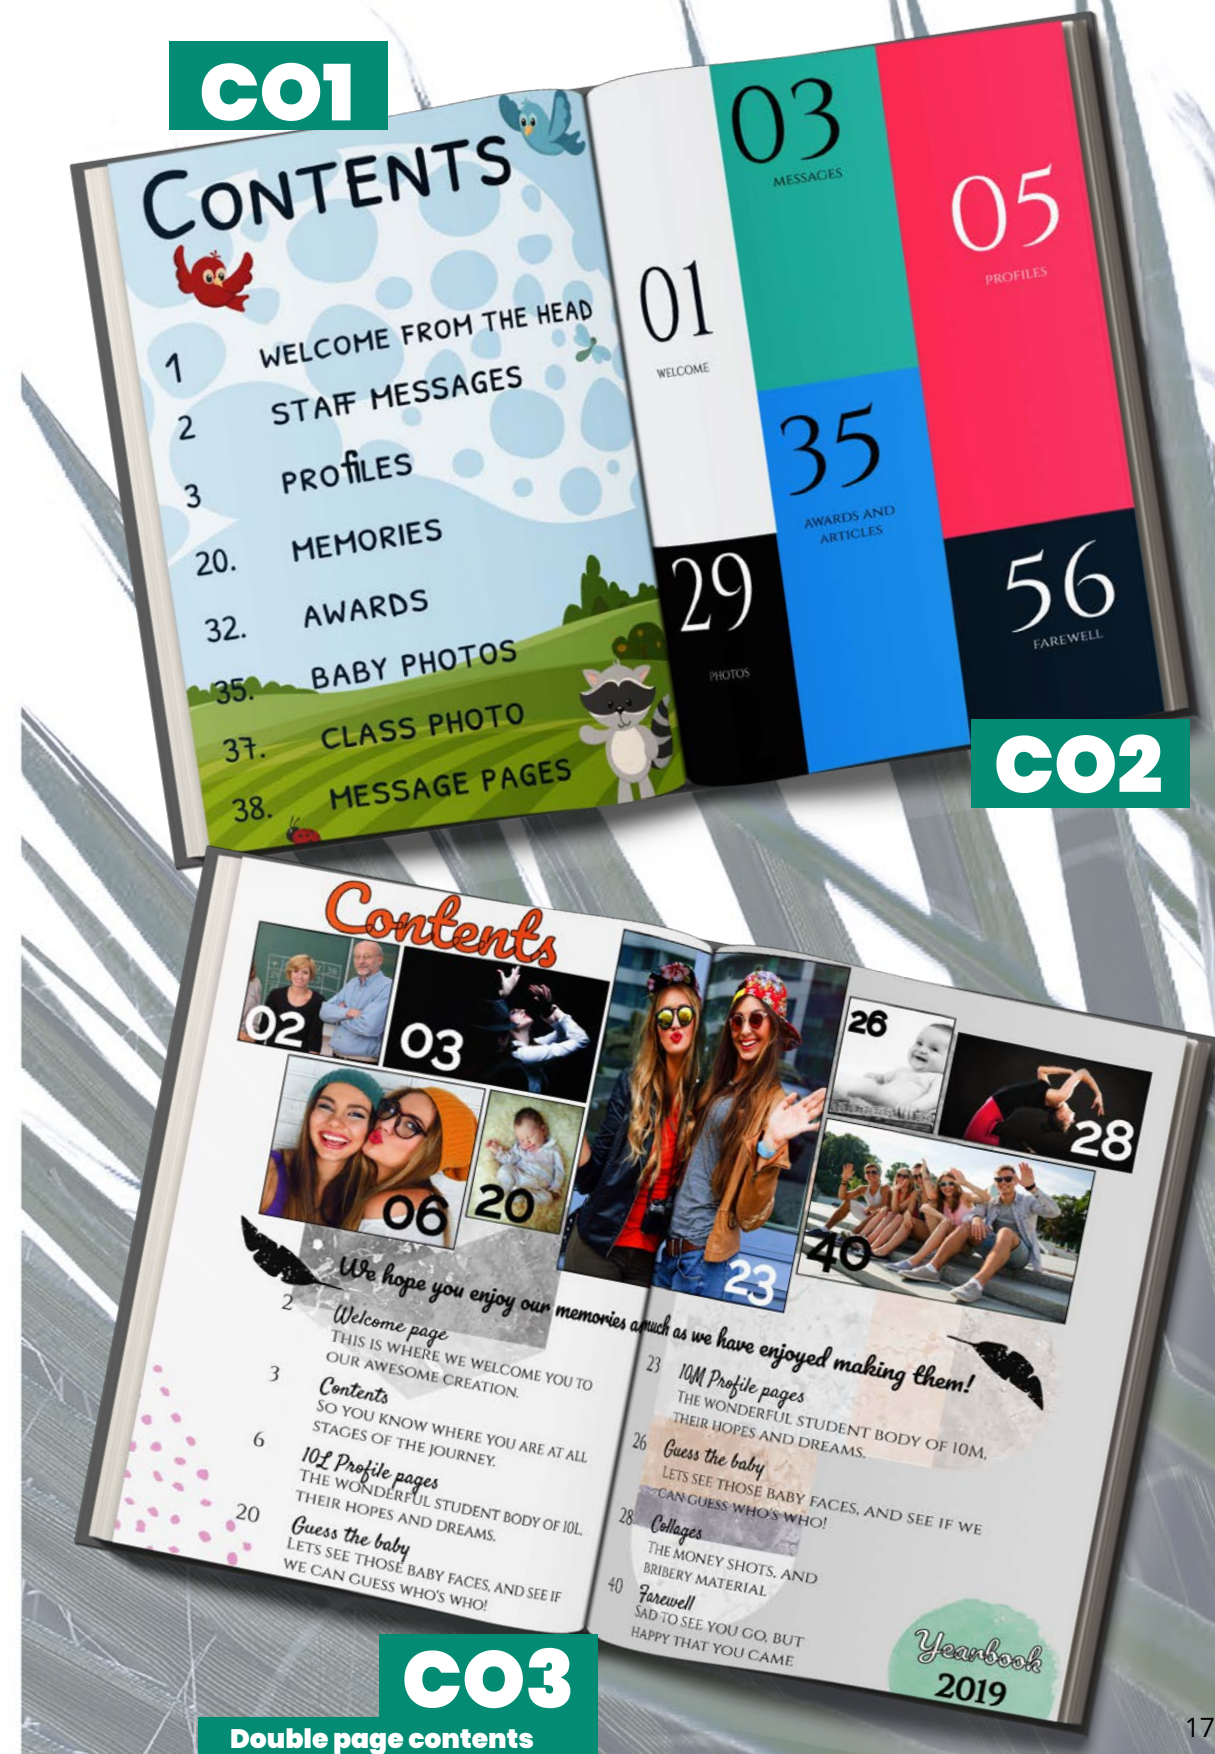 CO1
CONTENTS
1 WELCOME FROM THE HEAD
2 STAFF MESSAGES
3 PROfiLES
20. MEMORIES
32. AWARDS
35. BABY PHOTOS
37. CLASS PHOTO
38. MESSAGE PAGES
01
WELCOME
03
MESSAGES
05
PROFILES
29
PHOTOS
35
AWARDS AND
ARTICLES
56
FAREWELL
CO2
Contents
02
03
06
20
23
26
28
40
We hope you enjoy our memories amuch as we have enjoyed making them!
2 Welcome page
THIS IS WHERE WE WELCOME YOU TO
OUR AWESOME CREATION.
3 Contents
SO YOU KNOW WHERE YOU ARE AT ALL
STAGES OF THE JOURNEY.
6 10L Profile pages
THE WONDERFUL STUDENT BODY OF 10L.
THEIR HOPES AND DREAMS.
20 Guess the baby
LETS SEE THOSE BABY FACES, AND SEE IF
WE CAN GUESS WHO'S WHO!
23 10M Profile pages
THE WONDERFUL STUDENT BODY OF 10M,
THEIR HOPES AND DREAMS.
26 Guess the baby
LETS SEE THOSE BABY FACES, AND SEE IF WE
CAN GUESS WHO'S WHO!
28 Collages
THE MONEY SHOTS, AND
BRIBERY MATERIAL
40 Farewell
SAD TO SEE YOU GO, BUT
HAPPY THAT YOU CAME
Yearbook
2019
CO3
Double page contents
17